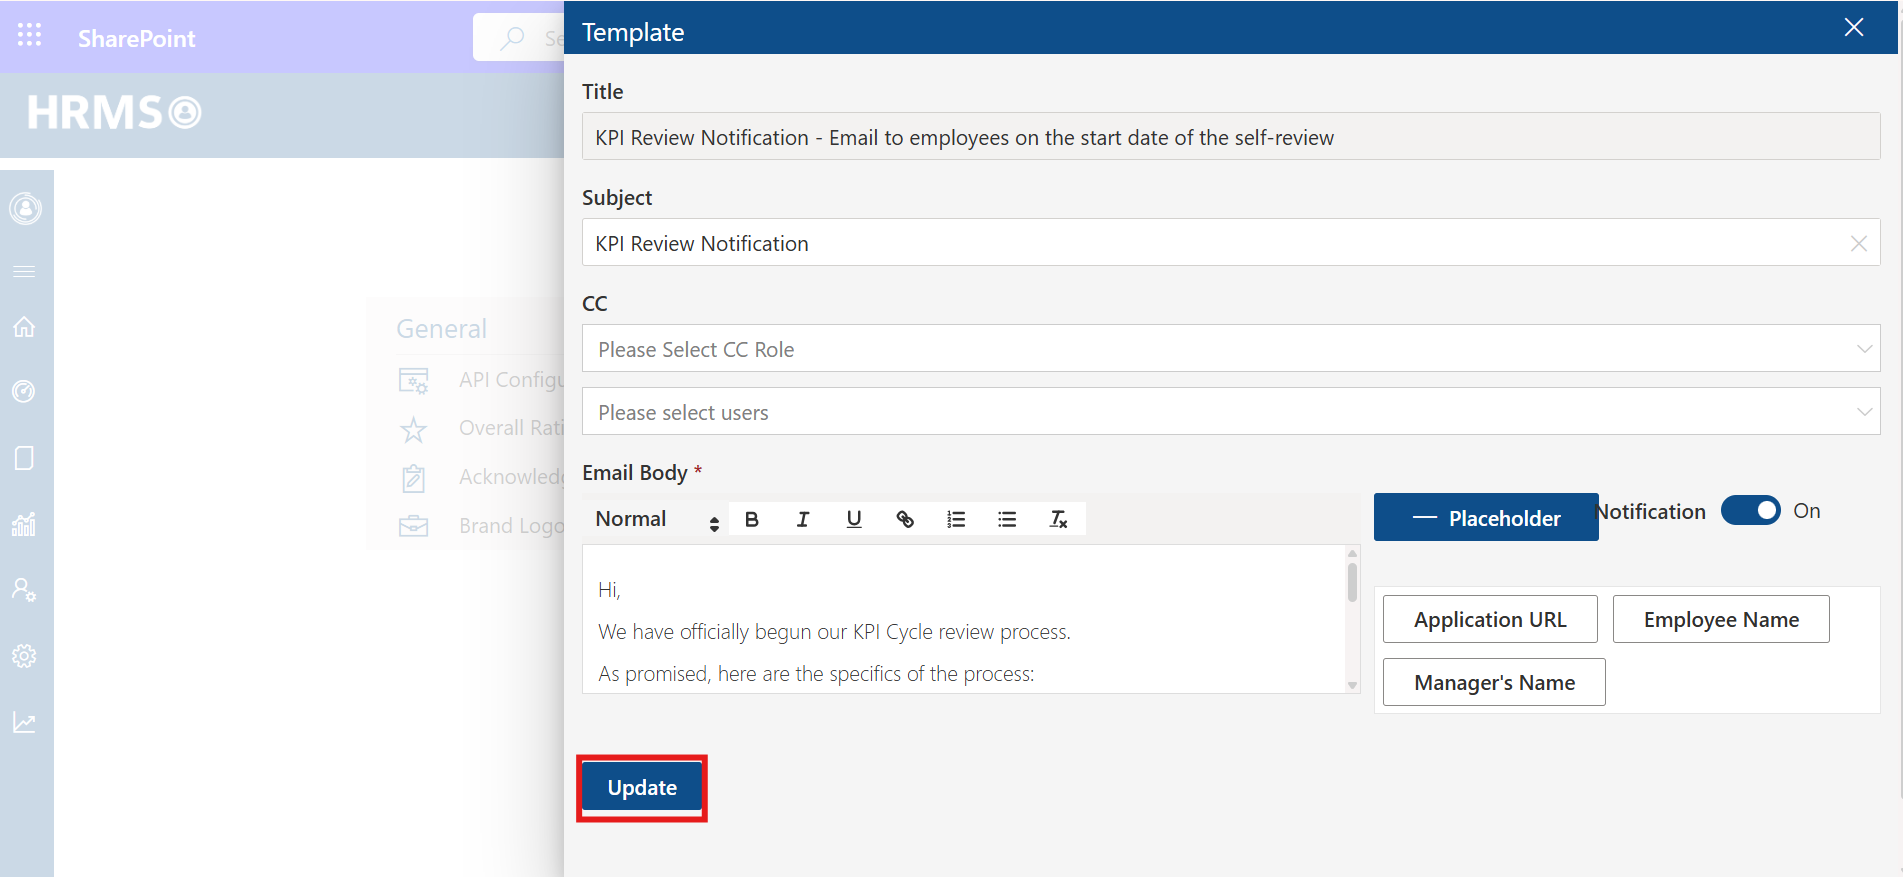 SharePoint
Se
HRMS
General
API Configu
Overall Rati
Acknowledg
Brand Logo
Template
Title
KPI Review Notification - Email to employees on the start date of the self-review
Subject
KPI Review Notification
CC
Please Select CC Role
Please select users
Email Body *
Normal
Placeholder
Notification
On
Hi,
We have officially begun our KPI Cycle review process.
As promised, here are the specifics of the process:
Application URL
Employee Name
Manager's Name
Update